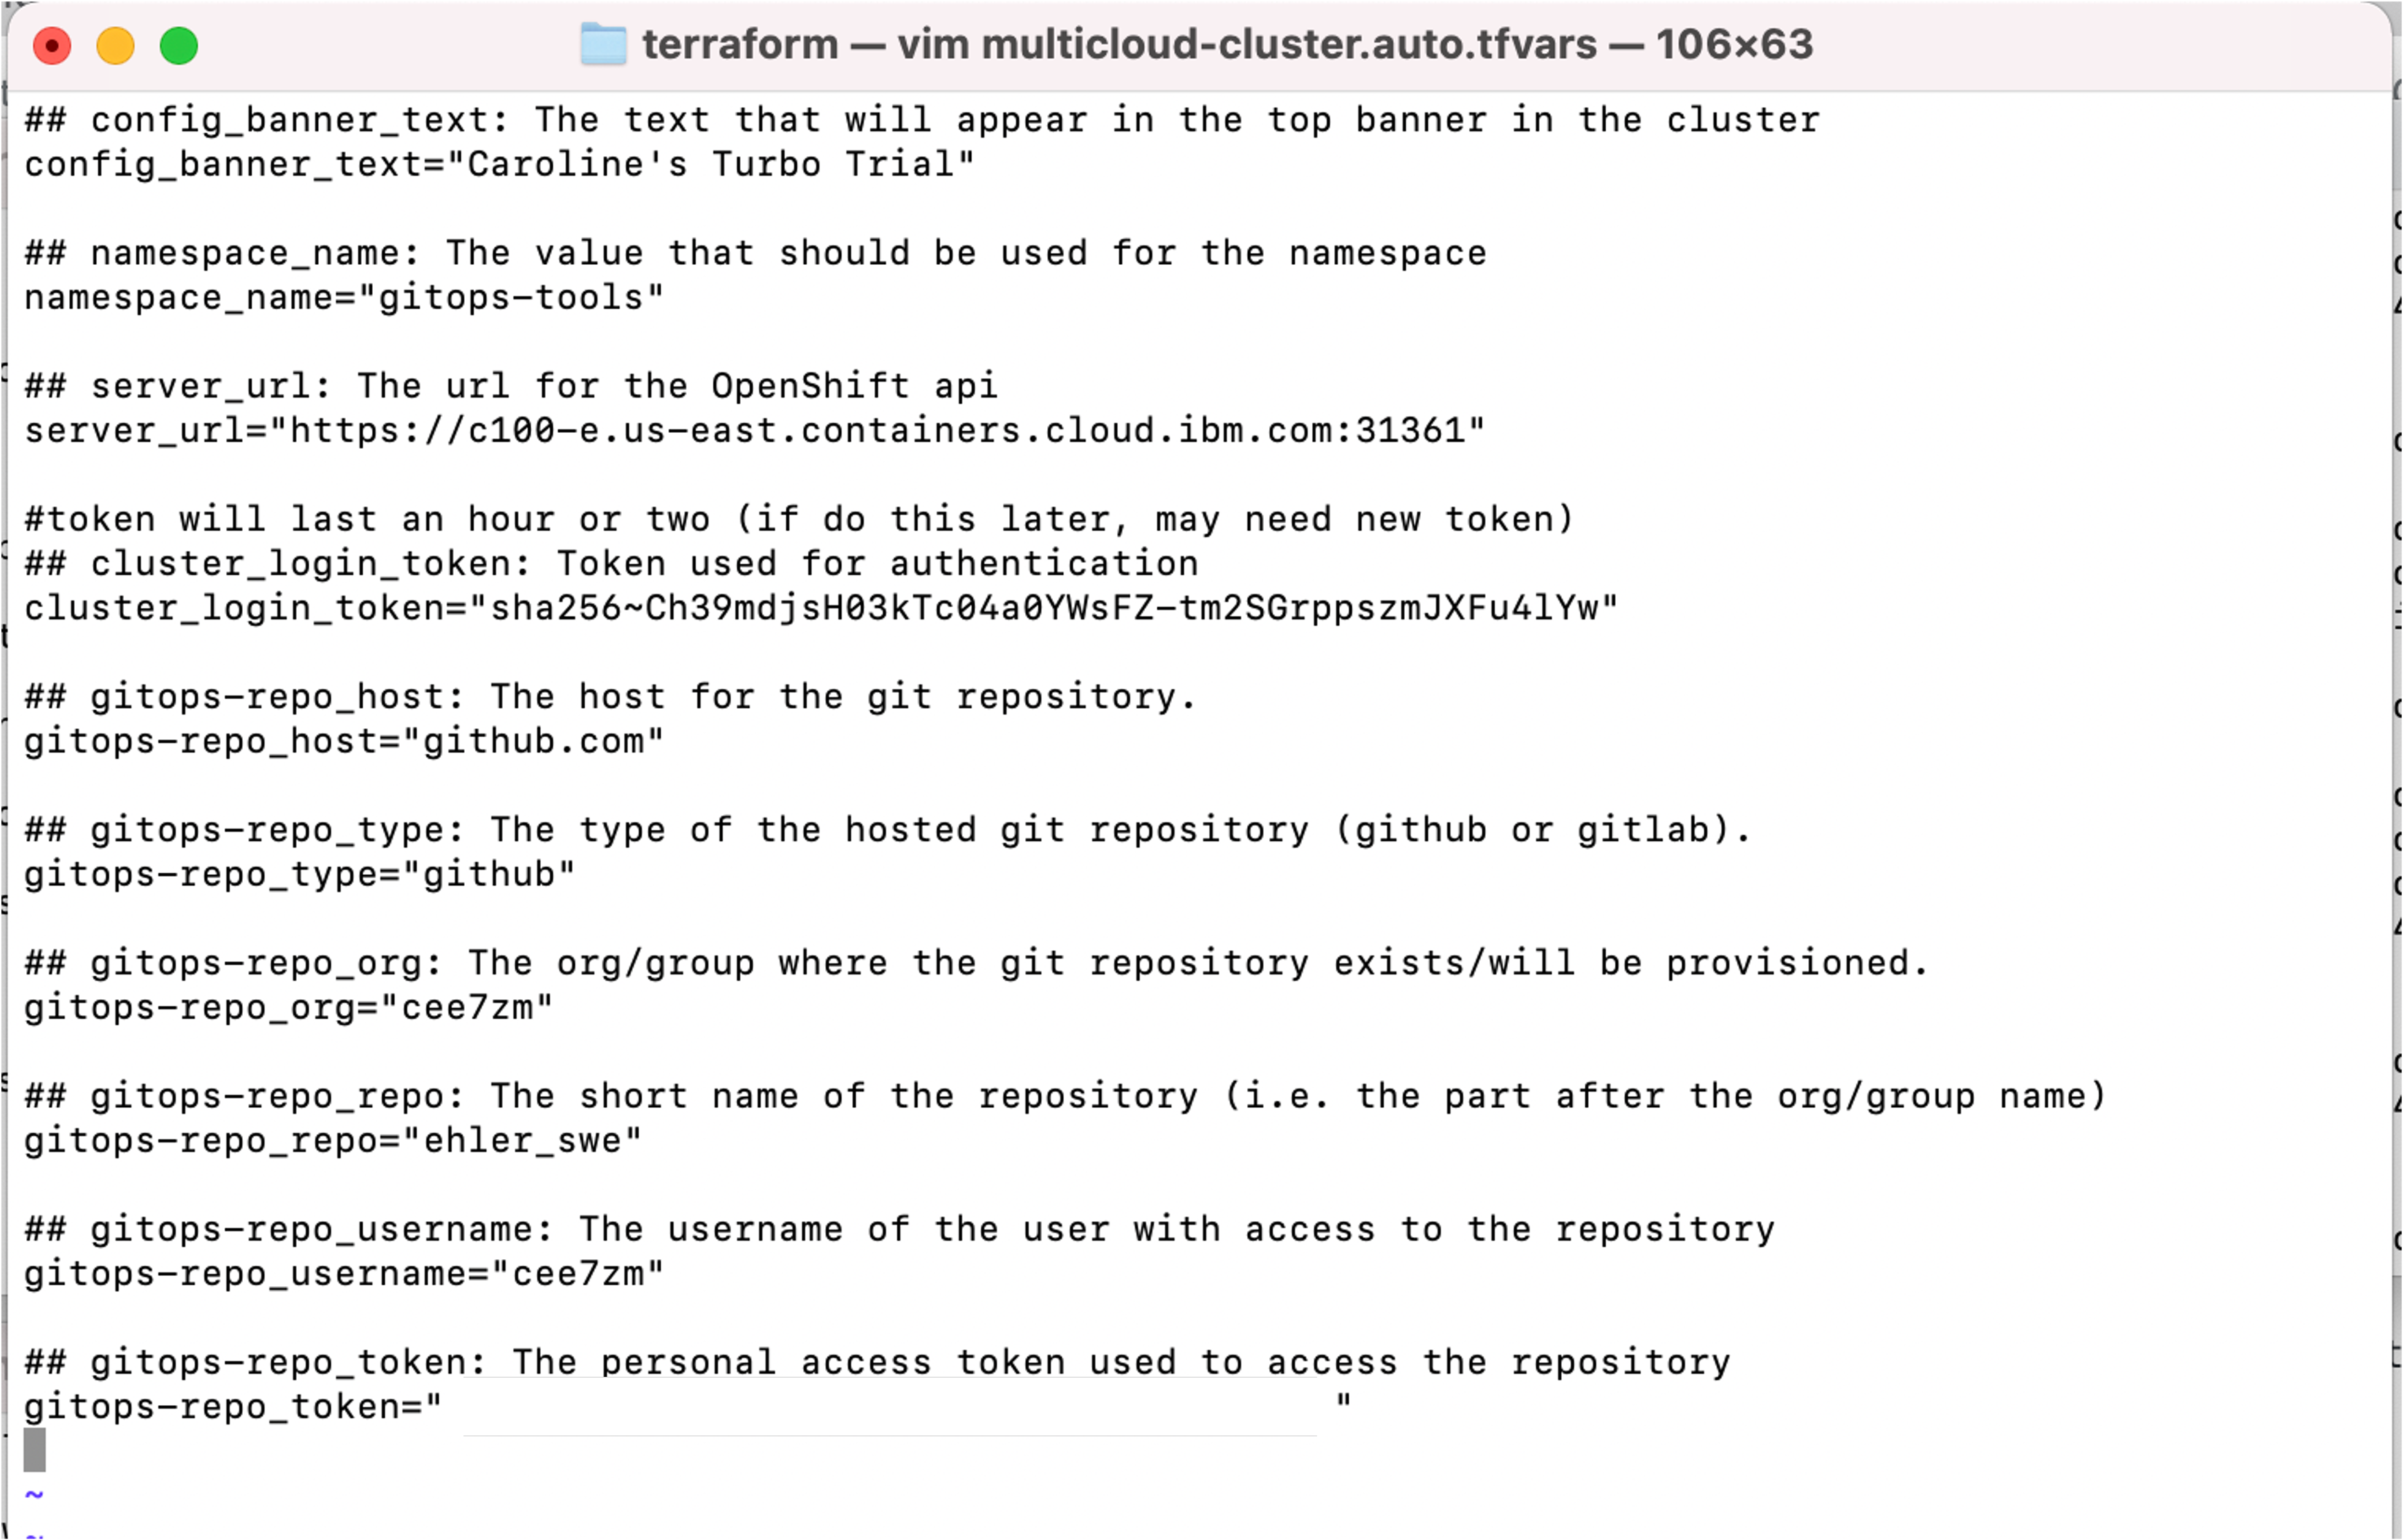 terraform — vim multicloud-cluster.auto.tfvars — 106×63
## config_banner_text: The text that will appear in the top banner in the cluster
config_banner_text="Caroline's Turbo Trial"
## namespace_name: The value that should be used for the namespace
namespace_name="gitops-tools"
## server_url: The url for the OpenShift api
server_url="https://c100-e.us-east.containers.cloud.ibm.com:31361"
#token will last an hour or two (if do this later, may need new token)
## cluster_login_token: Token used for authentication
cluster_login_token="sha256~Ch39mdjsH03kTc04a0YWsFZ-tm2SGrppszmJXFu4lYw"
## gitops-repo_host: The host for the git repository.
gitops-repo_host="github.com"
## gitops-repo_type: The type of the hosted git repository (github or gitlab).
gitops-repo_type="github"
## gitops-repo_org: The org/group where the git repository exists/will be provisioned.
gitops-repo_org="cee7zm"
## gitops-repo_repo: The short name of the repository (i.e. the part after the org/group name)
gitops-repo_repo="ehler_swe"
## gitops-repo_username: The username of the user with access to the repository
gitops-repo_username="cee7zm"
## gitops-repo_token: The personal access token used to access the repository
gitops-repo_token=" "
~
~